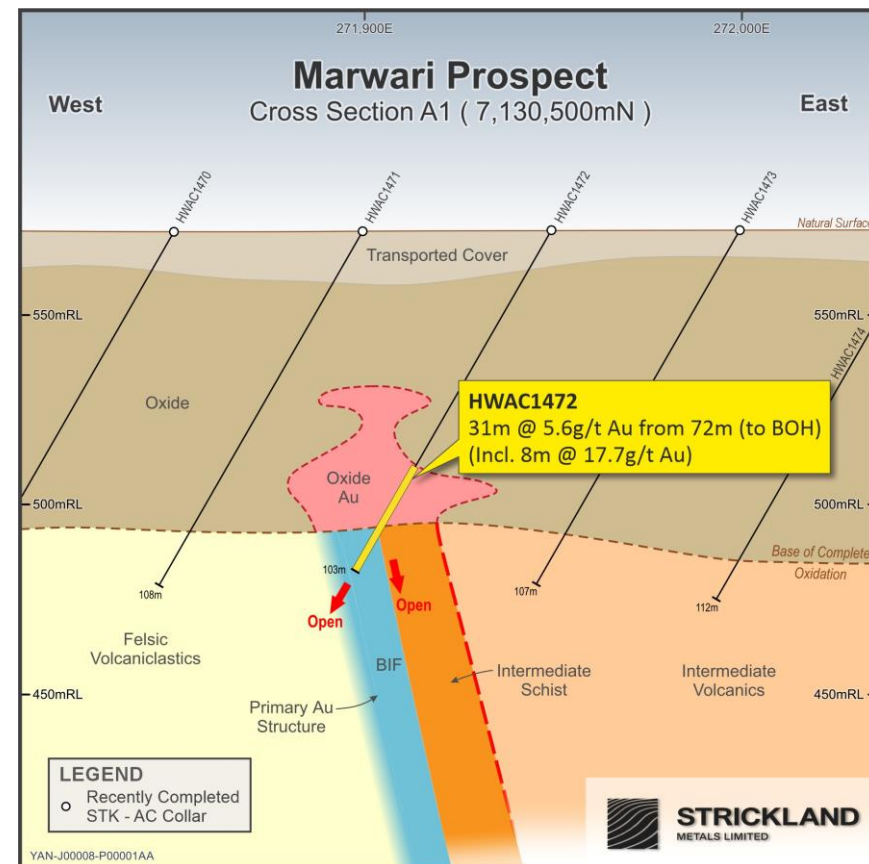 271,900E
272,000E
Marwari Prospect
West
Cross Section A1 ( 7,130,500mN )
East
HWAC1470
HWAC1471
HWAC1472
HWAC1473
Natural Surface
Transported Cover
550mRL
550mRL
HWAC1474
Oxide
HWAC1472
31m @ 5.6g/t Au from 72m (to BOH)
(Incl. 8m @ 17.7g/t Au)
Oxide
Au
500mRL
500mRL
Base of Complete
Oxidation
103m
108m
107m
112m
Open
Open
Felsic
Volcaniclastics
BIF
Intermediate
Schist
Intermediate
Volcanics
450mRL
450mRL
Primary Au
Structure
LEGEND
Recently Completed
STK - AC Collar
STRICKLAND
METALS LIMITED
YAN-J00008-P00001AA